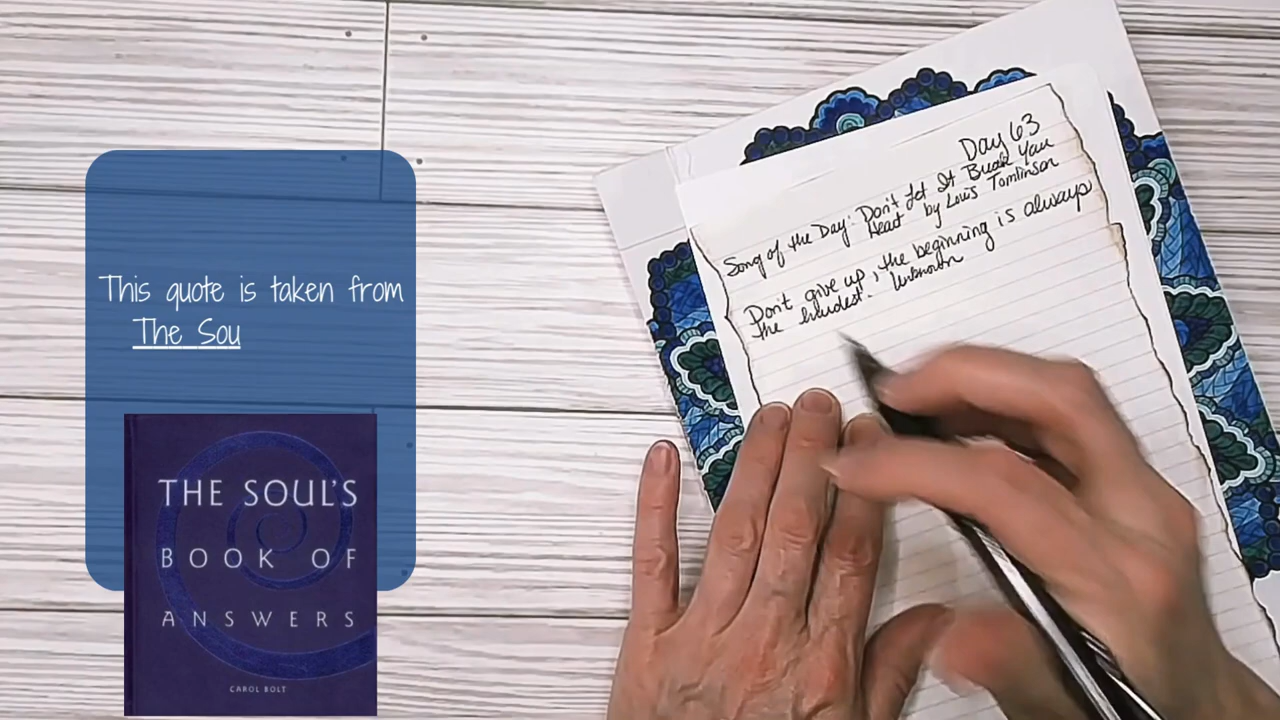 This quote is taken from
The Sou
THE SOUL'S
BOOK OF
ANSWERS
CAROL BOLT
Day 63
Song of the Day: Don't Let It Break Your
Heart by Louis Tomlinson
Don't give up, the beginning is always
the hardest. Unknown